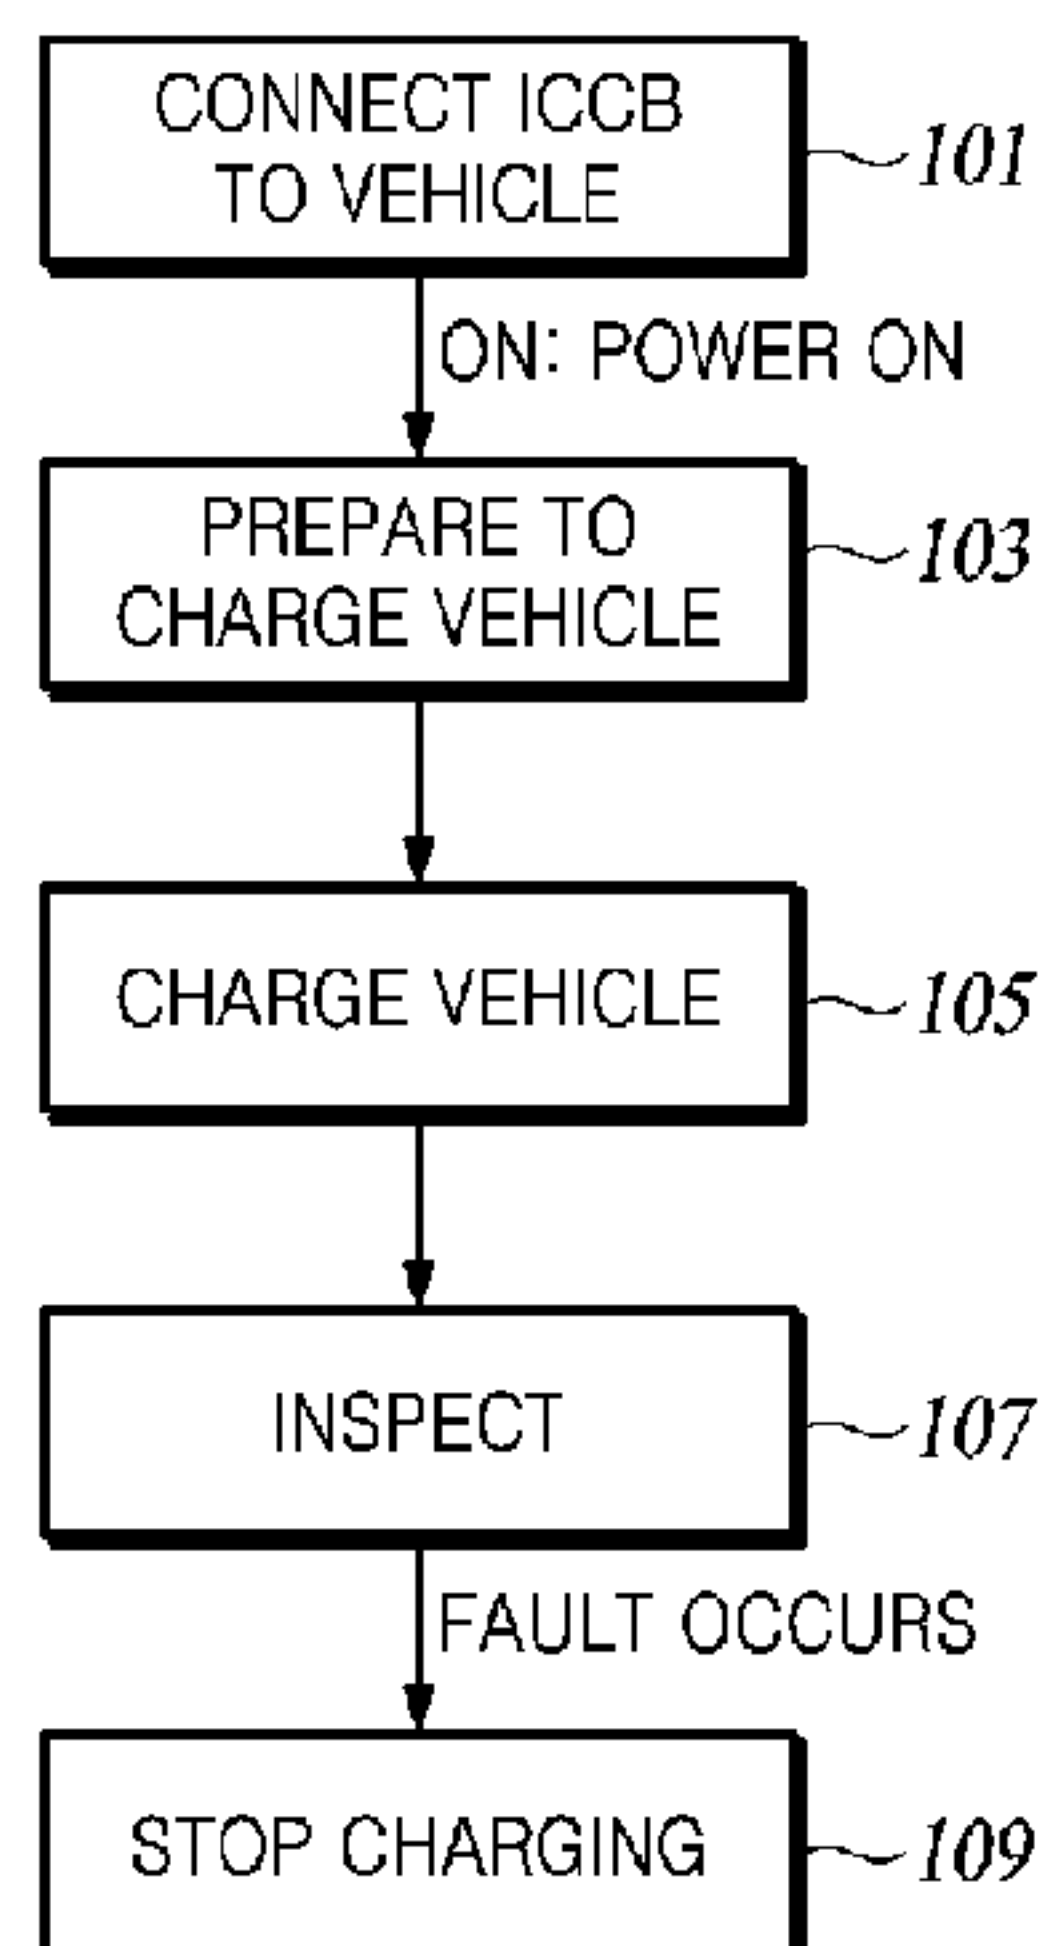 CONNECT ICCB
TO VEHICLE
101
ON: POWER ON
PREPARE TO
CHARGE VEHICLE
103
CHARGE VEHICLE
105
INSPECT
107
FAULT OCCURS
STOP CHARGING
109